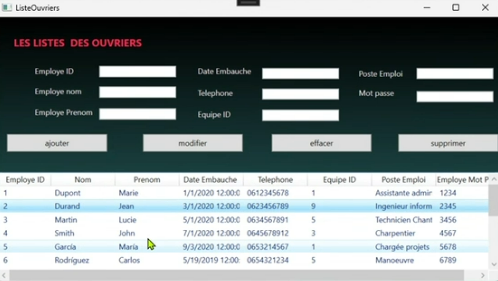 ListeOuvriers
LES LISTES DES OUVRIERS
Employe ID
Date Embauche
Poste Emploi
Employe nom
Telephone
Mot passe
Employe Prenom
Equipe ID
ajouter modifier effacer supprimer
Employe ID Nom Prenom Date Embauche Telephone Equipe ID Poste Emploi Employe Mot P
1 Dupont Marie 1/1/2020 12:00:0 0612345678 1 Assistante admir 1234
2 Durand Jean 3/1/2020 12:00:0 0623456789 9 Ingenieur inform 2345
3 Martin Lucie 5/1/2020 12:00:0 0634567891 5 Technicien Chant 3456
4 Smith John 7/1/2020 12:00:0 0645678912 3 Charpentier 4567
5 García María 9/3/2020 12:00:0 0653214567 1 Chargée projets 5678
6 Rodríguez Carlos 5/19/2019 12:00: 0654321234 5 Manoeuvre 6789